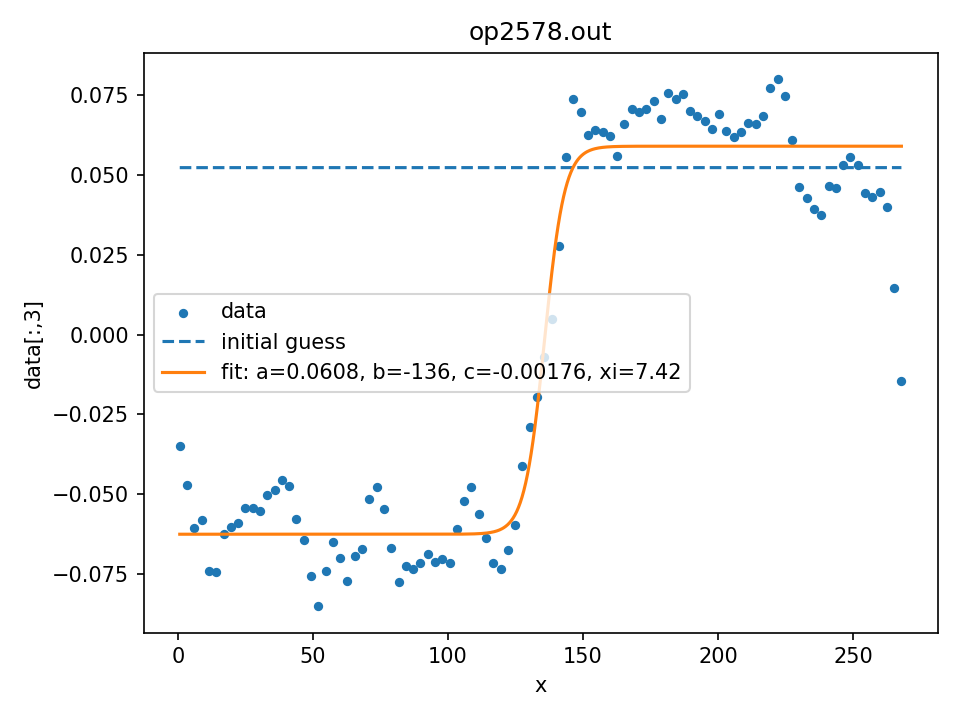 op2578.out
data[:,3]
0.075
0.050
0.025
0.000
−0.025
−0.050
−0.075
data
initial guess
fit: a=0.0608, b=-136, c=-0.00176, xi=7.42
0 50 100 150 200 250
x